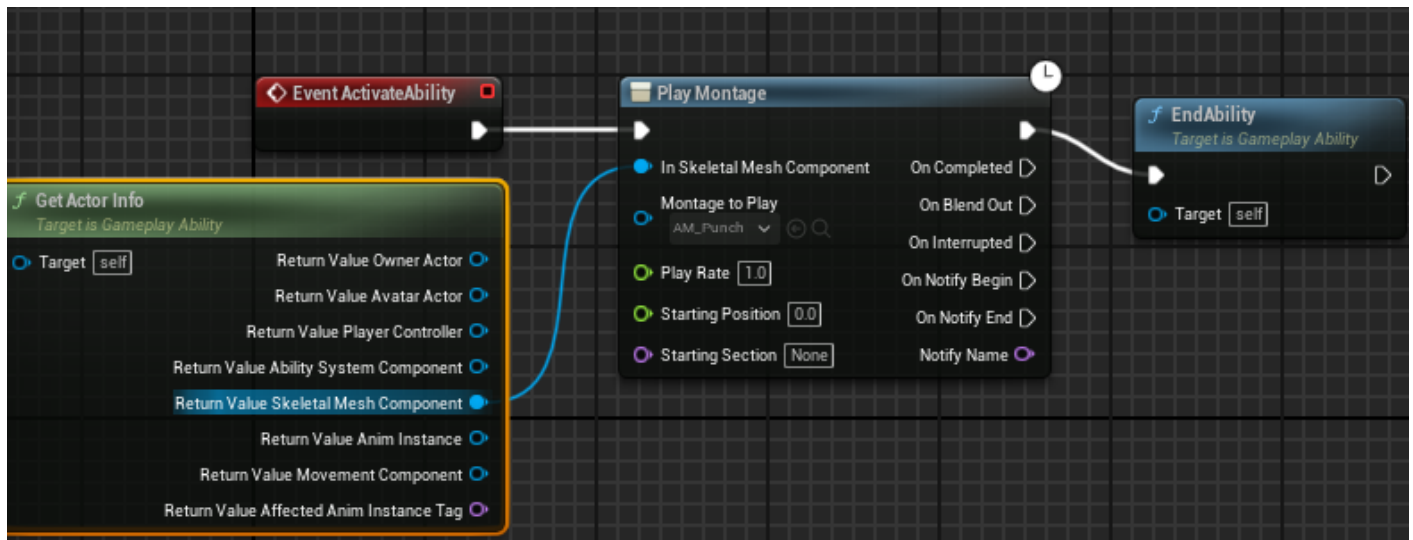 Event ActivateAbility
Play Montage
In Skeletal Mesh Component
Montage to Play
AM_Punch
Play Rate 1.0
Starting Position 0.0
Starting Section None
On Completed
On Blend Out
On Interrupted
On Notify Begin
On Notify End
Notify Name
f EndAbility
Target is Gameplay Ability
Target self
f Get Actor Info
Target is Gameplay Ability
Target self
Return Value Owner Actor
Return Value Avatar Actor
Return Value Player Controller
Return Value Ability System Component
Return Value Skeletal Mesh Component
Return Value Anim Instance
Return Value Movement Component
Return Value Affected Anim Instance Tag